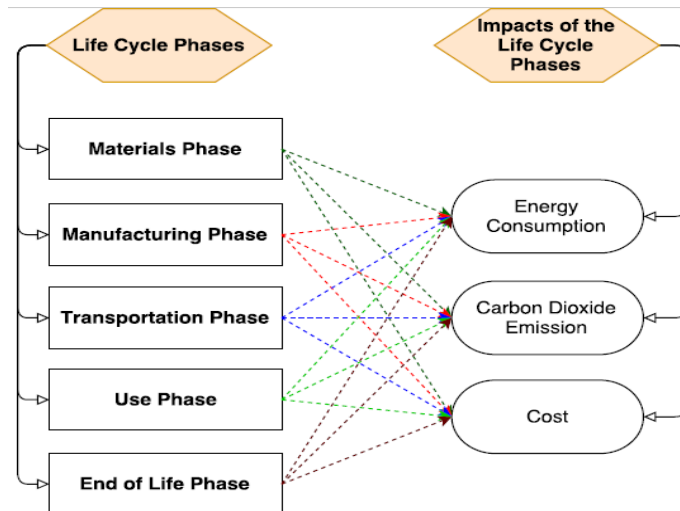 Life Cycle Phases
Impacts of the
Life Cycle
Phases
Materials Phase
Manufacturing Phase
Transportation Phase
Use Phase
End of Life Phase
Energy
Consumption
Carbon Dioxide
Emission
Cost